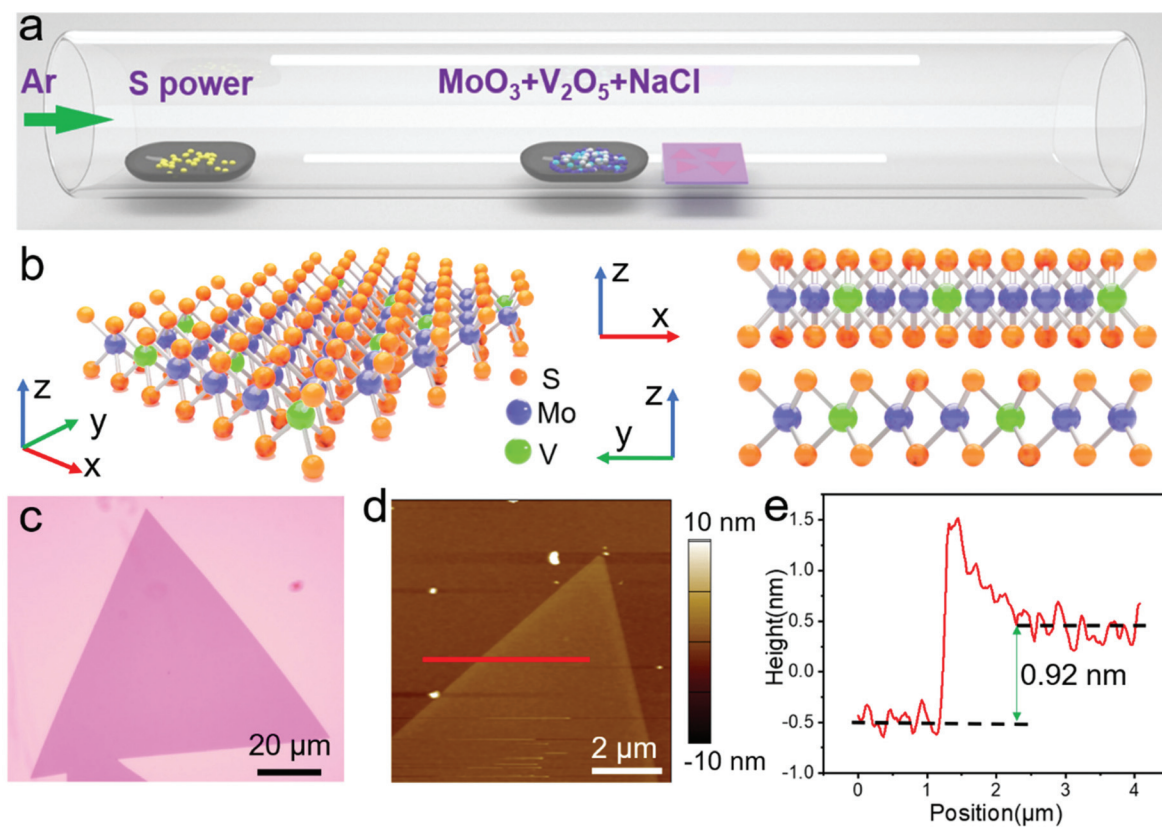 a
Ar
S power
MoO₃+V₂O₅+NaCl
b
z
y
x
S
Mo
V
z
x
z
y
c
20 μm
d
10 nm
-10 nm
2 μm
e
Height(nm)
1.5
1.0
0.5
0.0
-0.5
-1.0
0.92 nm
0 1 2 3 4
Position(μm)